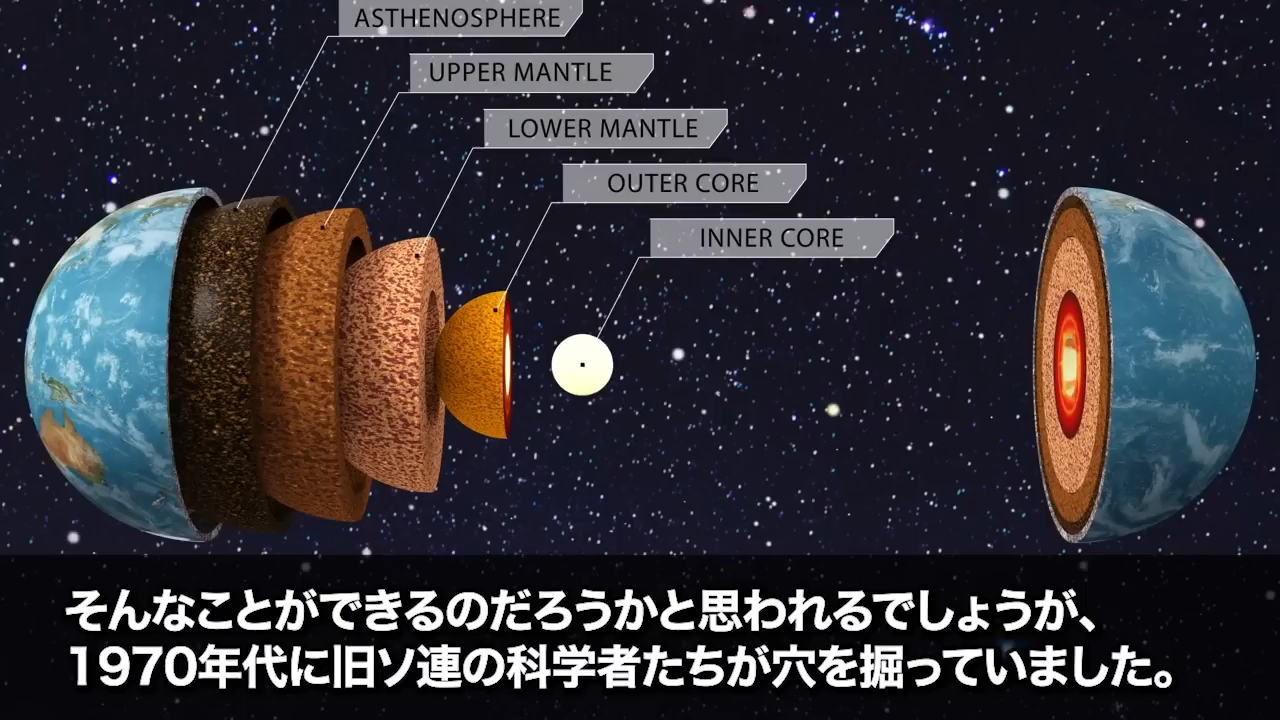 ASTHENOSPHERE
UPPER MANTLE
LOWER MANTLE
OUTER CORE
INNER CORE
そんなことができるのだろうかと思われるでしょうが、
1970年代に旧ソ連の科学者たちが穴を掘っていました。